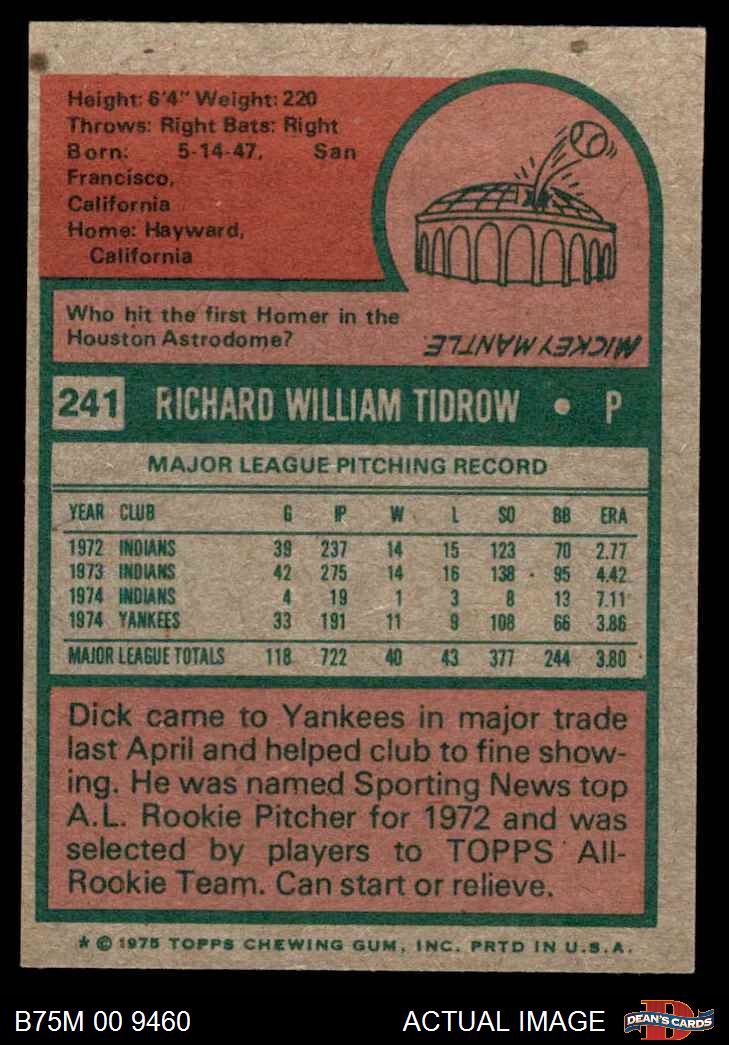 Height: 6'4" Weight: 220
Throws: Right Bats: Right
Born: 5-14-47, San
Francisco,
California
Home: Hayward,
California
Who hit the first Homer in the
Houston Astrodome?
MICKEY MANTLE.
241 RICHARD WILLIAM TIDROW • P
MAJOR LEAGUE PITCHING RECORD
YEAR CLUB G IP W L SO BB ERA
1972 INDIANS 39 237 14 15 123 70 2.77
1973 INDIANS 42 275 14 16 138 95 4.42
1974 INDIANS 4 19 1 3 8 13 7.11
1974 YANKEES 33 191 11 9 108 66 3.86
MAJOR LEAGUE TOTALS 118 722 40 43 377 244 3.80
Dick came to Yankees in major trade
last April and helped club to fine show-
ing. He was named Sporting News top
A.L. Rookie Pitcher for 1972 and was
selected by players to TOPPS All-
Rookie Team. Can start or relieve.
* © 1975 TOPPS CHEWING GUM, INC. PRTD IN U.S.A.
B75M 00 9460 ACTUAL IMAGE
D
DEAN'S CARDS